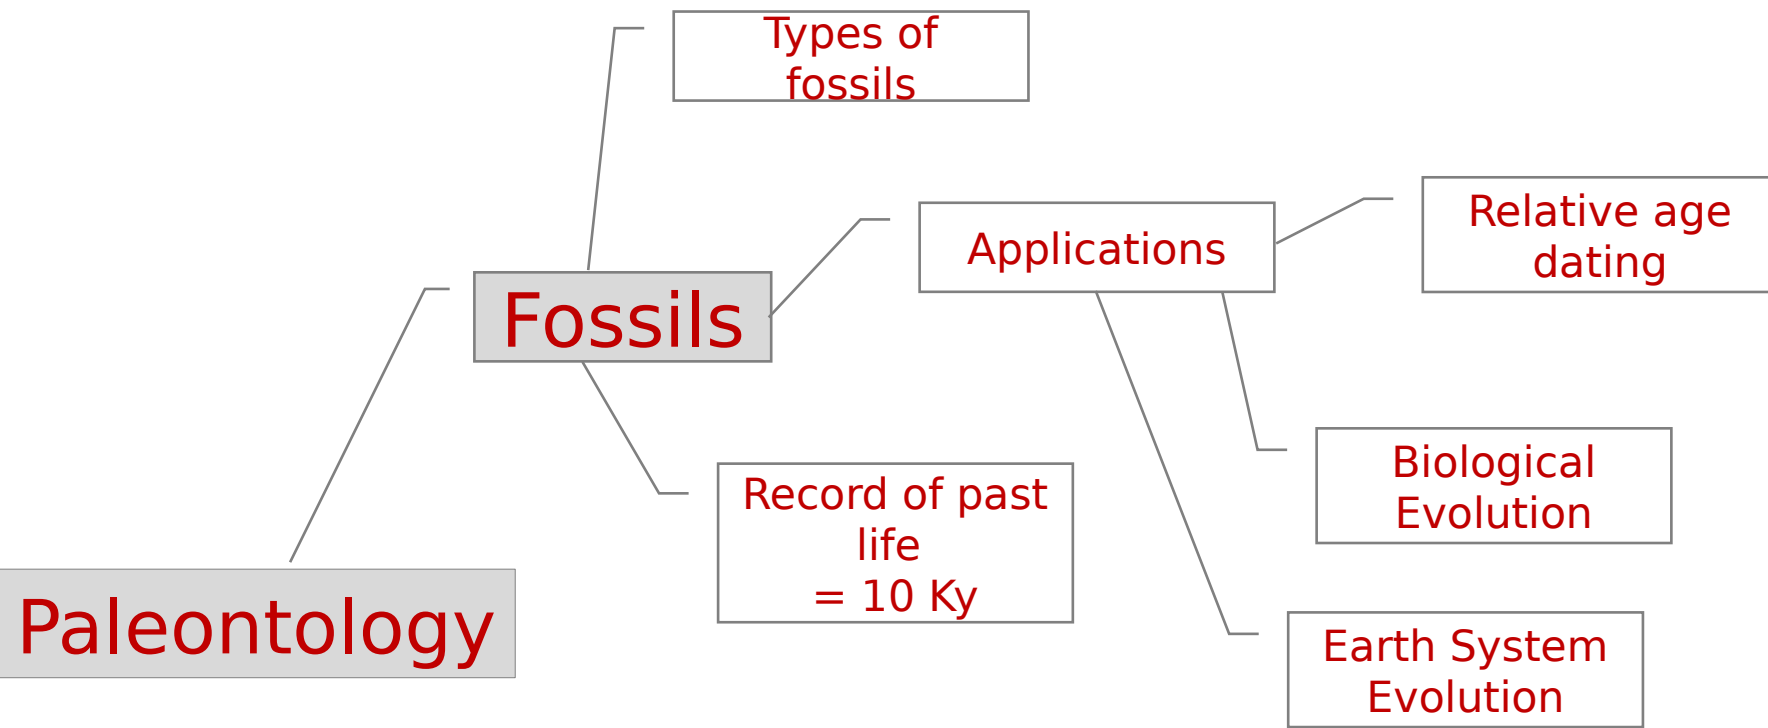 Types of
fossils
Relative age
dating
Applications
Fossils
Biological
Evolution
Record of past
life
= 10 Ky
Paleontology
Earth System
Evolution